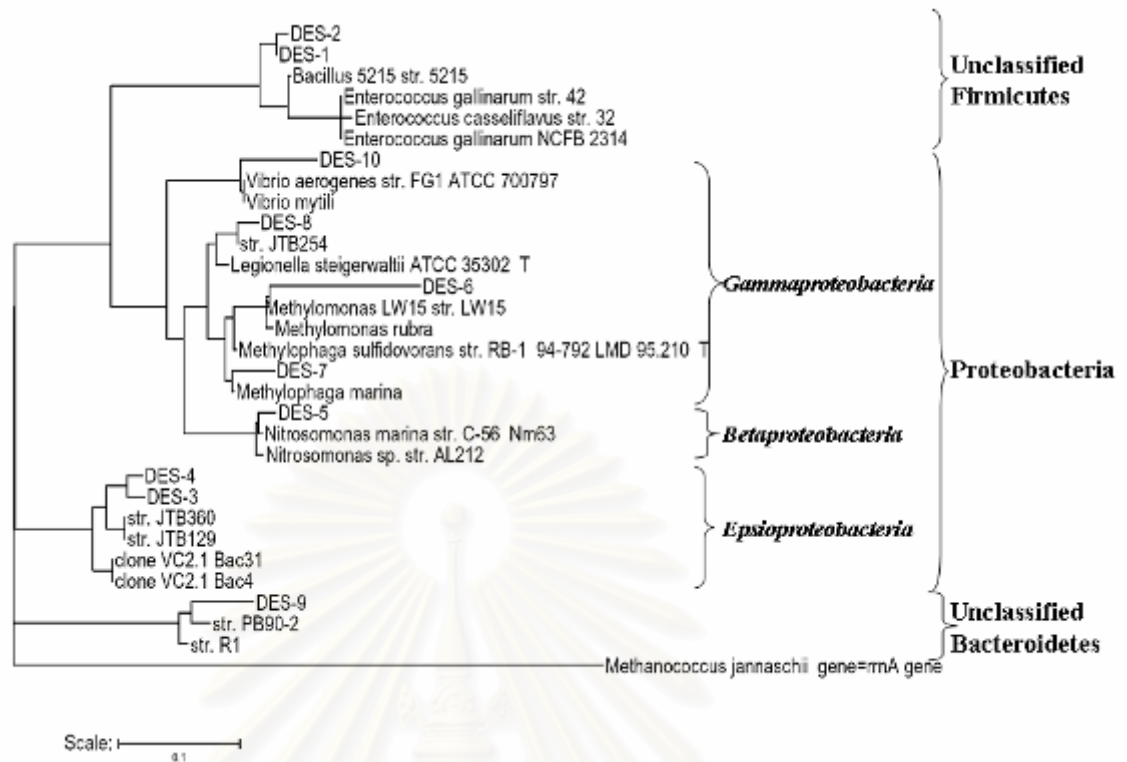 DES-2
DES-1
Bacillus 5215 str. 5215
Enterococcus gallinarum str. 42
Enterococcus casseliflavus str. 32
Enterococcus gallinarum NCFB 2314
Unclassified
Firmicutes
DES-10
Vibrio aerogenes str. FG1 ATCC 700797
Vibrio mytili
DES-8
str. JTB254
Legionella steigerwaltii ATCC 35302 T
DES-6
Methylomonas LW15 str. LW15
Methylomonas rubra
Methylophaga sulfidovorans str. RB-1 94-792 LMD 95.210 T
DES-7
Methylophaga marina
Gammaproteobacteria
DES-5
Nitrosomonas marina str. C-56 Nm63
Nitrosomonas sp. str. AL212
Betaproteobacteria
DES-4
DES-3
str. JTB360
str. JTB129
clone VC2.1 Bac31
clone VC2.1 Bac4
Epsioproteobacteria
Proteobacteria
DES-9
str. PB90-2
str. R1
Unclassified
Bacteroidetes
Methanococcus jannaschii gene=rrnA gene
Scale:
0.1